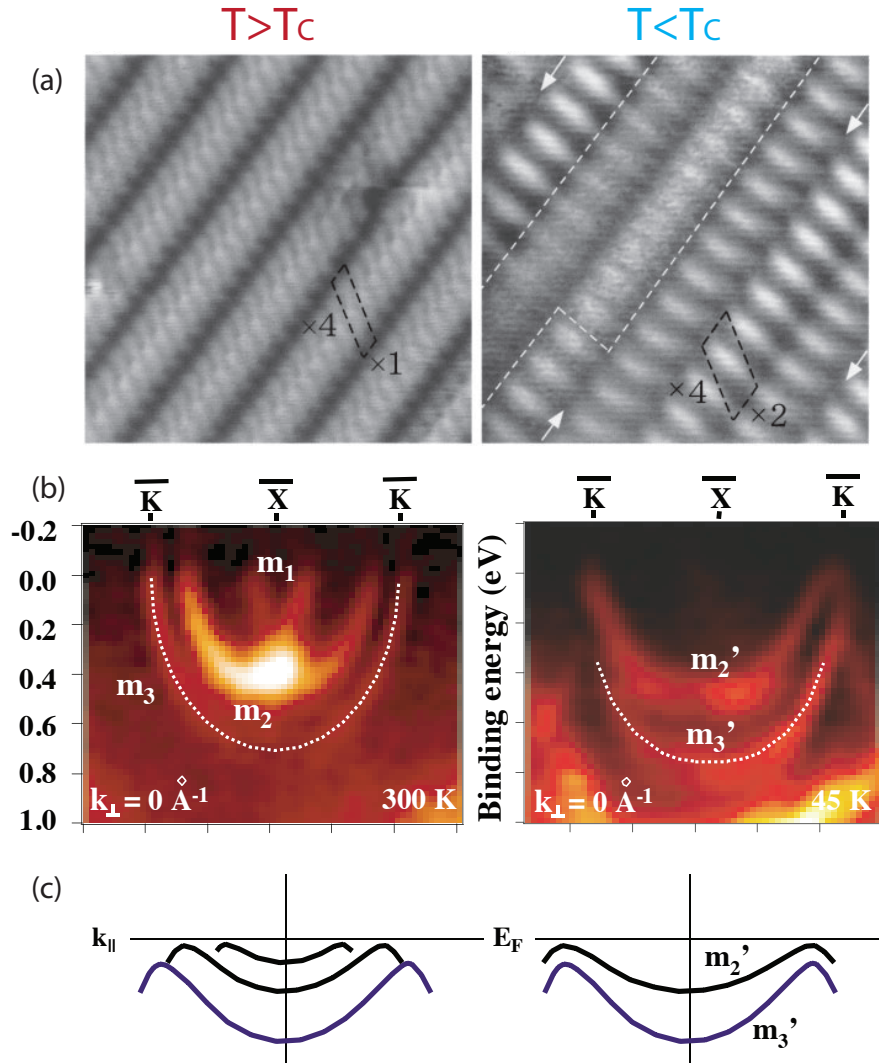 T>Tc T<Tc
(a)
×4
×1
×4
×2
(b)
K X K K X K
-0.2
0.0
0.2
0.4
0.6
0.8
1.0
m1
m3
m2
k⊥ = 0 Å-1 300 K
Binding energy (eV)
m2’
m3’
k⊥ = 0 Å-1 45 K
(c)
k|| EF
m2’
m3’